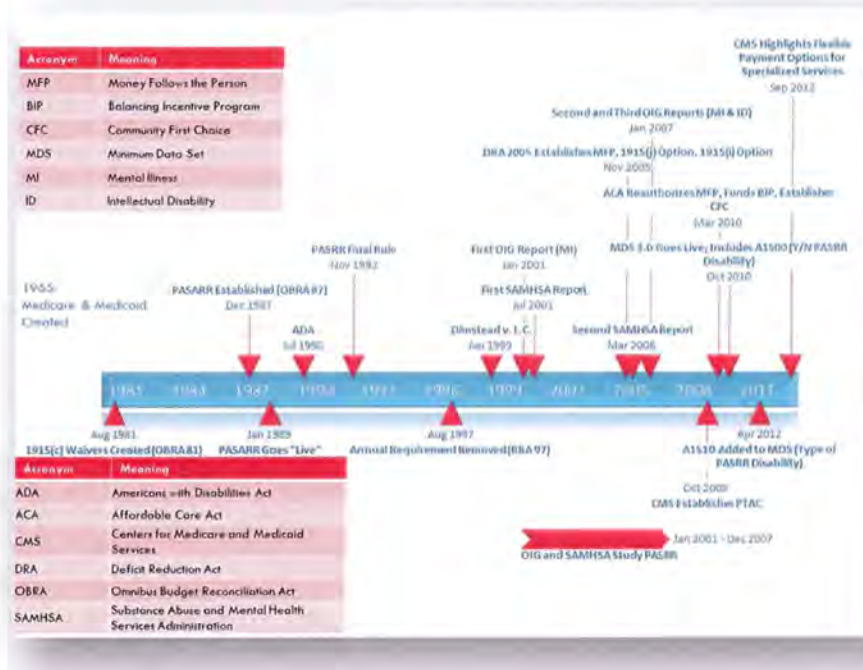 CMS Highlights Flexible
Payment Options for
Specialized Services
Sep 2012
Acronym Meaning
MFP Money Follows the Person
BIP Balancing Incentive Program
CFC Community First Choice
MDS Minimum Data Set
MI Mental Illness
ID Intellectual Disability
Second and Third OIG Reports (MI & ID)
Jan 2007
DRA 2005 Establishes MFP, 1915(j) Option, 1915(i) Option
Nov 2005
ACA Reauthorizes MFP, Funds BIP, Establishes
CFC
Mar 2010
PASRR Final Rule
Nov 1992
First OIG Report (MI)
Jan 2001
MDS 3.0 Goes Live; Includes A1500 (Y/N PASRR
Disability)
Oct 2010
1965:
Medicare & Medicaid
Created
PASARR Established (OBRA 87)
Dec 1987
First SAMHSA Report
Jul 2001
ADA
Jul 1990
Olmstead v. L.C.
Jun 1999
Second SAMHSA Report
Mar 2006
1984 1987 1996 1999 2002 2005 2008 2011
Aug 1981
1915(c) Waivers Created (OBRA 81)
Jan 1989
PASARR Goes "Live"
Aug 1997
Annual Requirement Removed (BBA 97)
Apr 2012
A1510 Added to MDS (Type of
PASRR Disability)
Oct 2008
CMS Establishes PTAC
Jan 2001 - Dec 2007
OIG and SAMHSA Study PASRR
Acronym Meaning
ADA Americans with Disabilities Act
ACA Affordable Care Act
CMS Centers for Medicare and Medicaid
Services
DRA Deficit Reduction Act
OBRA Omnibus Budget Reconciliation Act
SAMHSA Substance Abuse and Mental Health
Services Administration